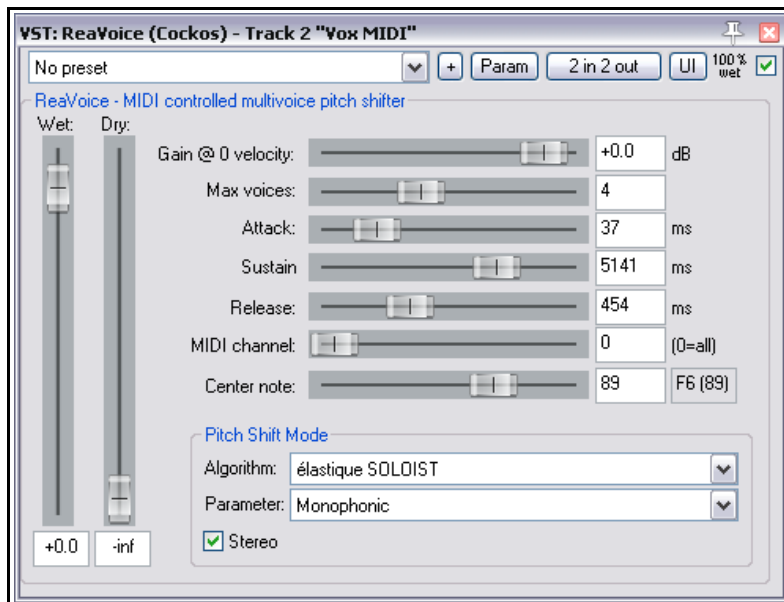 VST: ReaVoice (Cockos) - Track 2 "Vox MIDI"
No preset + Param 2 in 2 out UI 100% wet
ReaVoice - MIDI controlled multivoice pitch shifter
Wet: Dry:
Gain @ 0 velocity: +0.0 dB
Max voices: 4
Attack: 37 ms
Sustain 5141 ms
Release: 454 ms
MIDI channel: 0 (0=all)
Center note: 89 F6 (89)
Pitch Shift Mode
Algorithm: élastique SOLOIST
Parameter: Monophonic
Stereo
+0.0 -inf